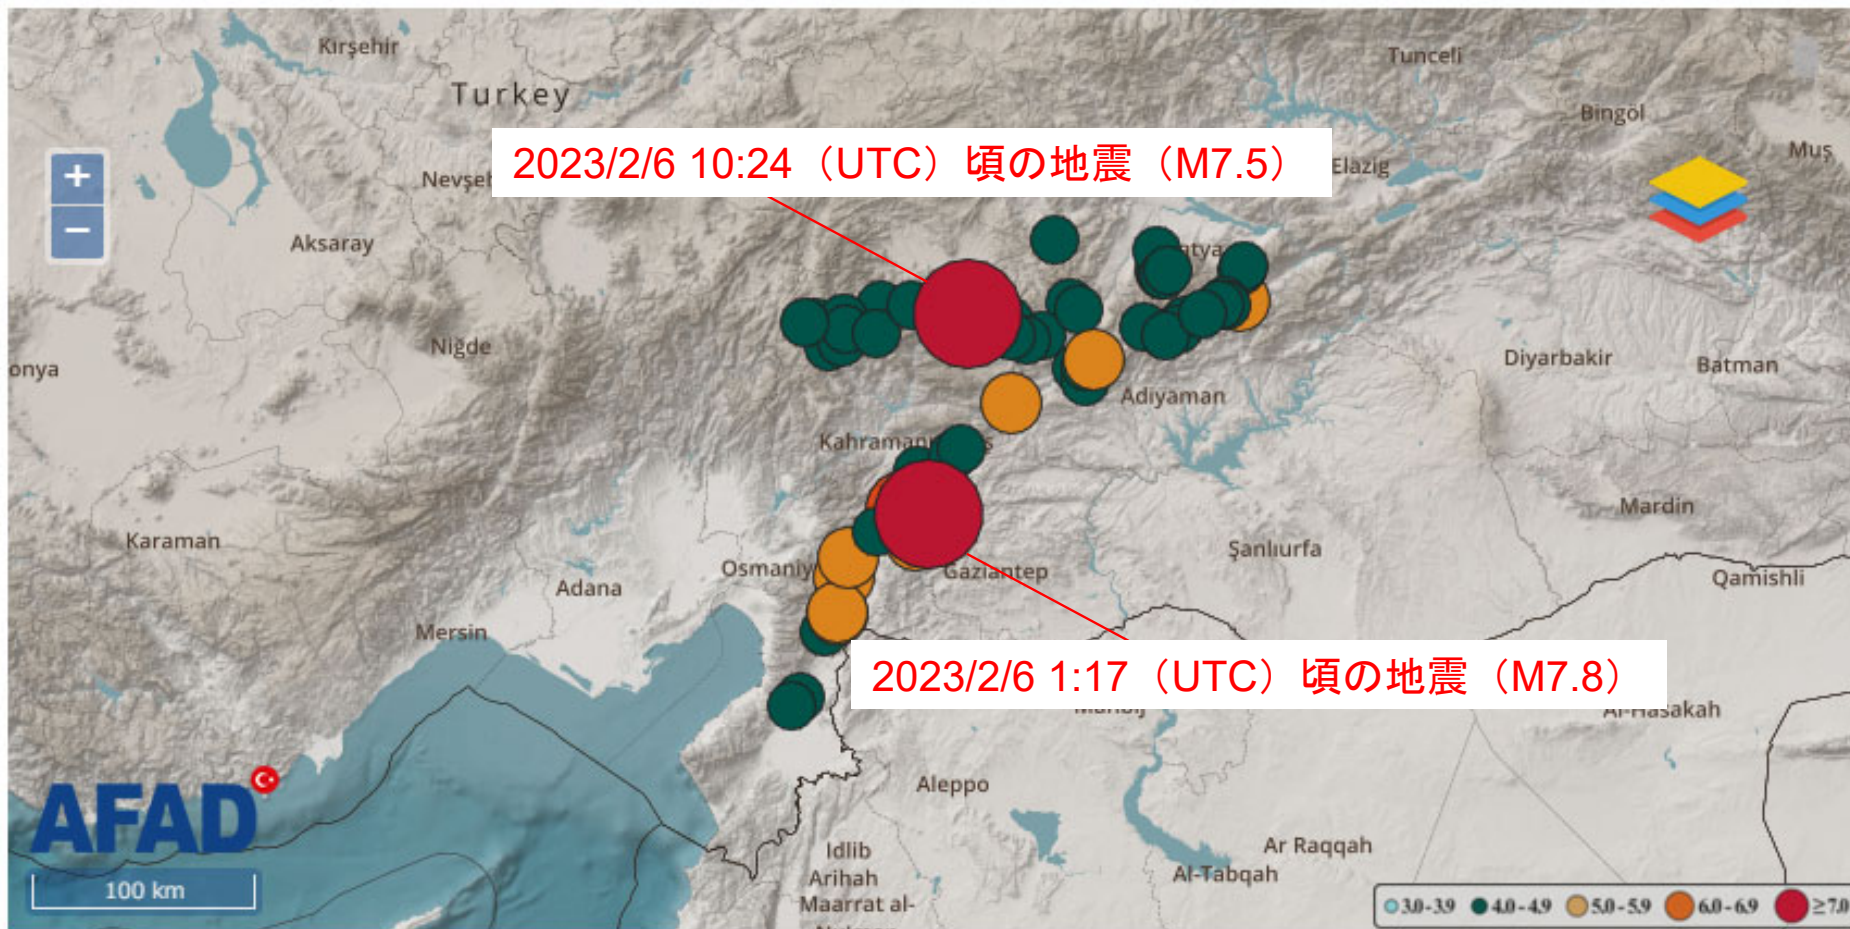 Kırşehir
Tunceli
Turkey
Bingöl
2023/2/6 10:24（UTC）頃の地震（M7.5）
Muş
Elazig
+
−
Aksaray
Niğde
onya
Diyarbakir
Batman
Adiyaman
Mardin
Karaman
Şanlıurfa
Gaziantep
Qamishli
Adana
Mersin
2023/2/6 1:17（UTC）頃の地震（M7.8）
Al-Hasakah
Aleppo
AFAD
Idlib
Ar Raqqah
Arihah
Al-Tabqah
100 km
Maarrat al-
3.0 - 3.9 4.0 - 4.9 5.0 - 5.9 6.0 - 6.9 ≥7.0